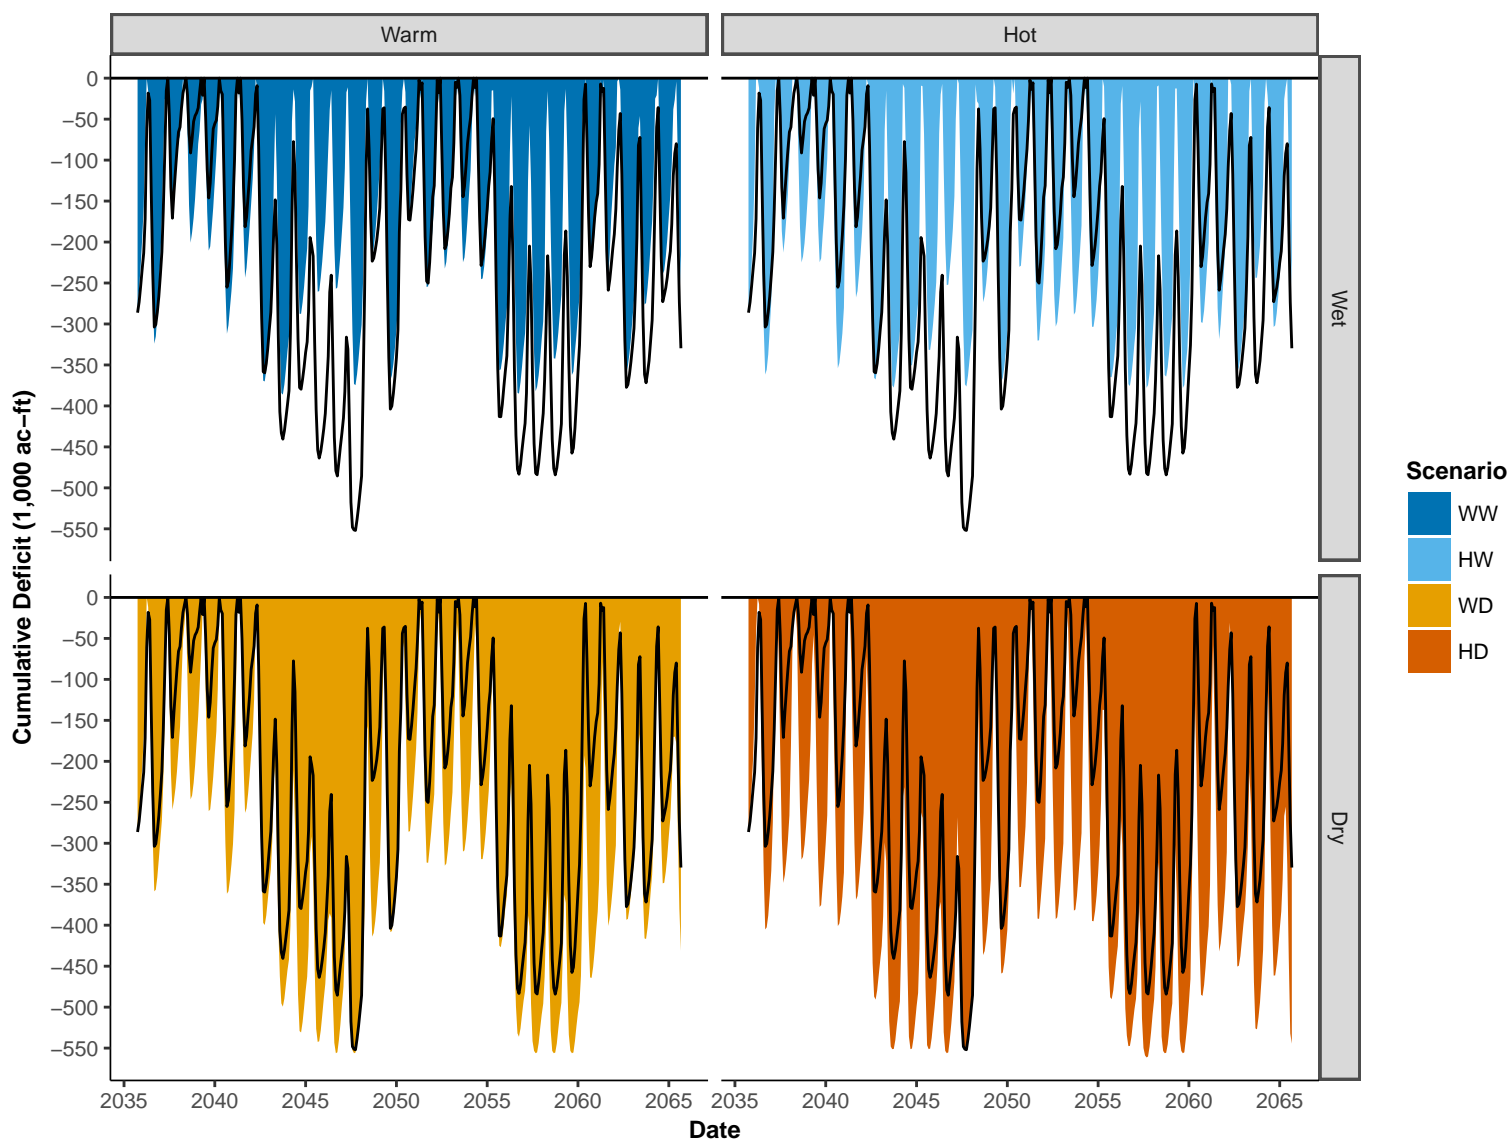 Warm
Hot
0
−50
−100
−150
−200
−250
−300
−350
−400
−450
−500
−550
Wet
0
−50
−100
−150
−200
−250
−300
−350
−400
−450
−500
−550
Dry
Cumulative Deficit (1,000 ac−ft)
2035 2040 2045 2050 2055 2060 2065
2035 2040 2045 2050 2055 2060 2065
Date
Scenario
WW
HW
WD
HD